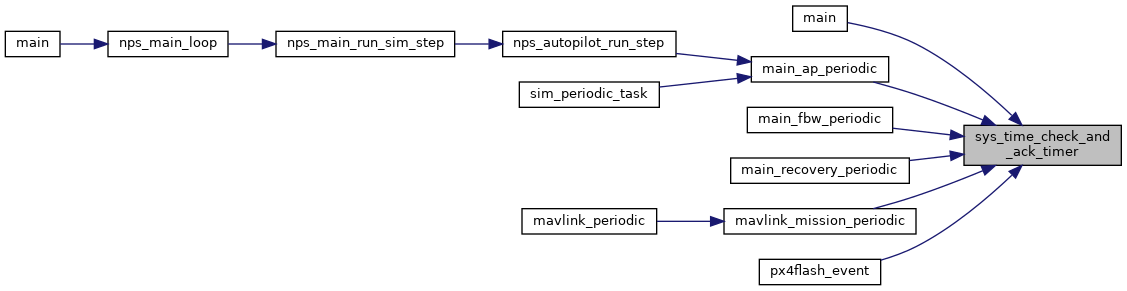 main
nps_main_loop
nps_main_run_sim_step
nps_autopilot_run_step
sim_periodic_task
main
main_ap_periodic
main_fbw_periodic
main_recovery_periodic
mavlink_periodic
mavlink_mission_periodic
px4flash_event
sys_time_check_and
_ack_timer